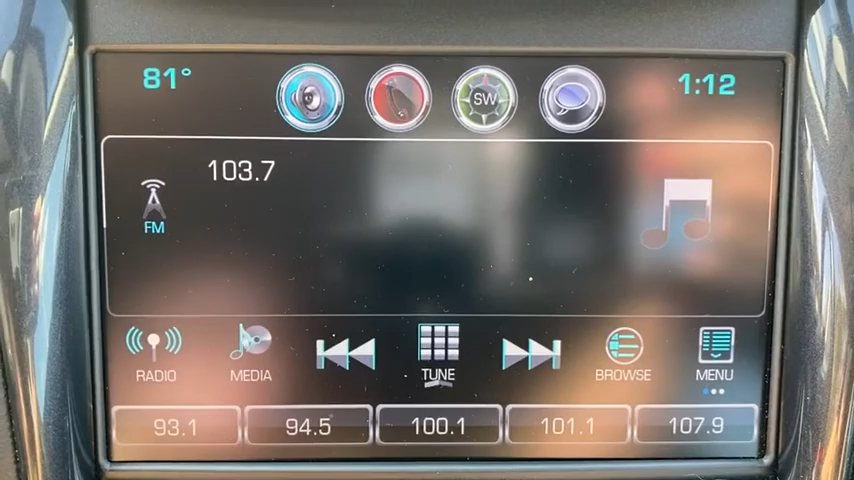 81°
SW
1:12
103.7
FM
RADIO
MEDIA
TUNE
BROWSE
MENU
93.1
94.5
100.1
101.1
107.9